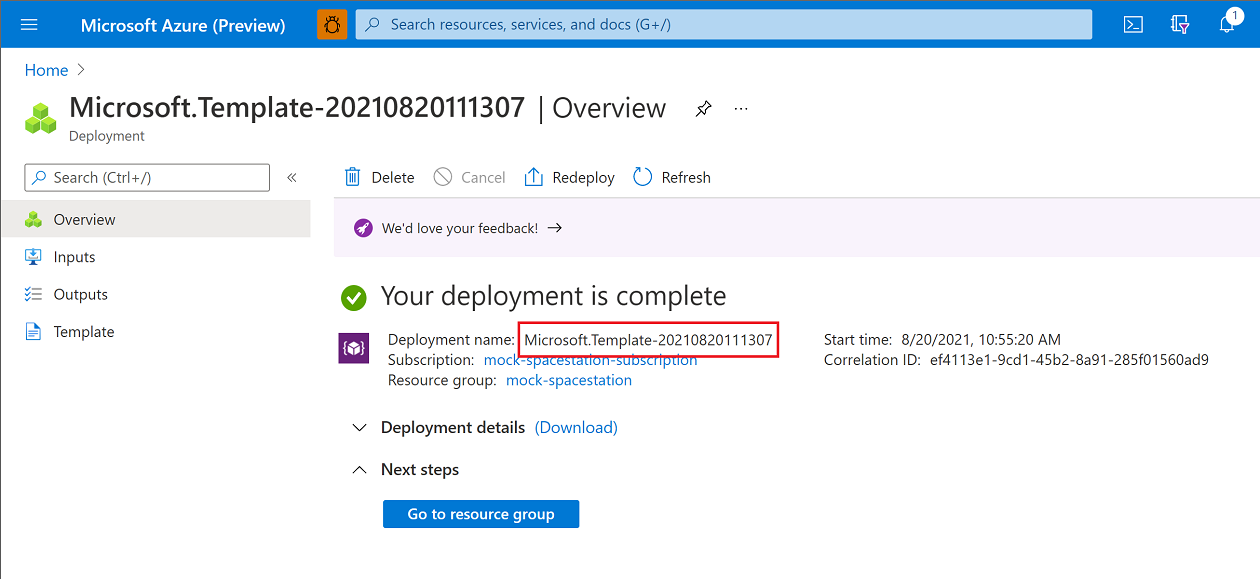 Microsoft Azure (Preview)
Search resources, services, and docs (G+/)
1
Home
Microsoft.Template-20210820111307 | Overview
...
Deployment
Search (Ctrl+/)
«
Delete
Cancel
Redeploy
Refresh
Overview
Inputs
Outputs
Template
We'd love your feedback! →
Your deployment is complete
Deployment name: Microsoft.Template-20210820111307
Subscription: mock-spacestation-subscription
Resource group: mock-spacestation
Start time: 8/20/2021, 10:55:20 AM
Correlation ID: ef4113e1-9cd1-45b2-8a91-285f01560ad9
Deployment details (Download)
Next steps
Go to resource group